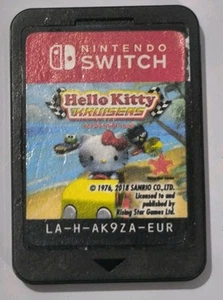 NINTENDO
SWITCH
Hello Kitty
KRUISERS
© 1976, 2018 SANRIO CO.,LTD.
Licensed to and
published by
Rising Star Games Ltd.
LA-H-AK9ZA-EUR